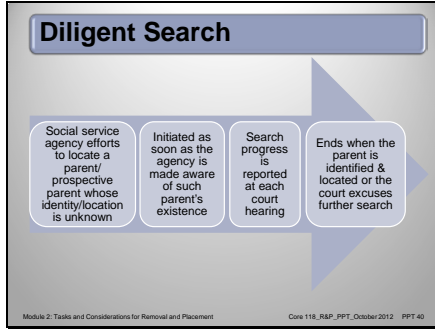 Diligent Search
Social service
agency efforts
to locate a
parent/
prospective
parent whose
identity/location
is unknown
Initiated as
soon as the
agency is
made aware
of such
parent's
existence
Search
progress
is
reported
at each
court
hearing
Ends when the
parent is
identified &
located or the
court excuses
further search
Module 2: Tasks and Considerations for Removal and Placement
Core 118_R&P_PPT_October 2012 PPT 40